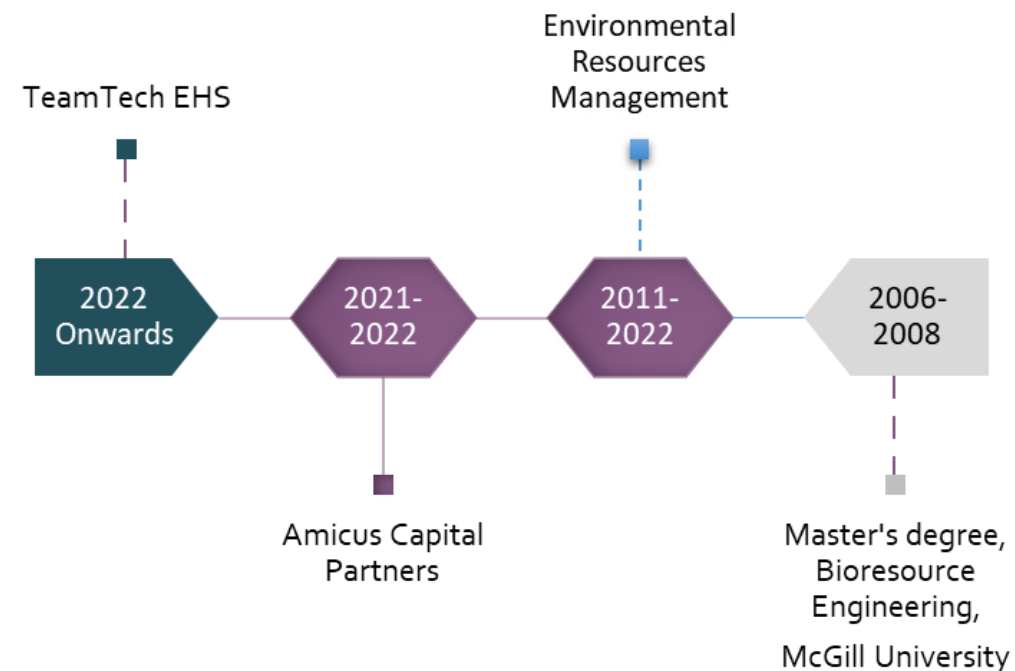 Environmental
Resources
Management
TeamTech EHS
2022
Onwards
2021-
2022
2011-
2022
2006-
2008
Amicus Capital
Partners
Master's degree,
Bioresource
Engineering,
McGill University